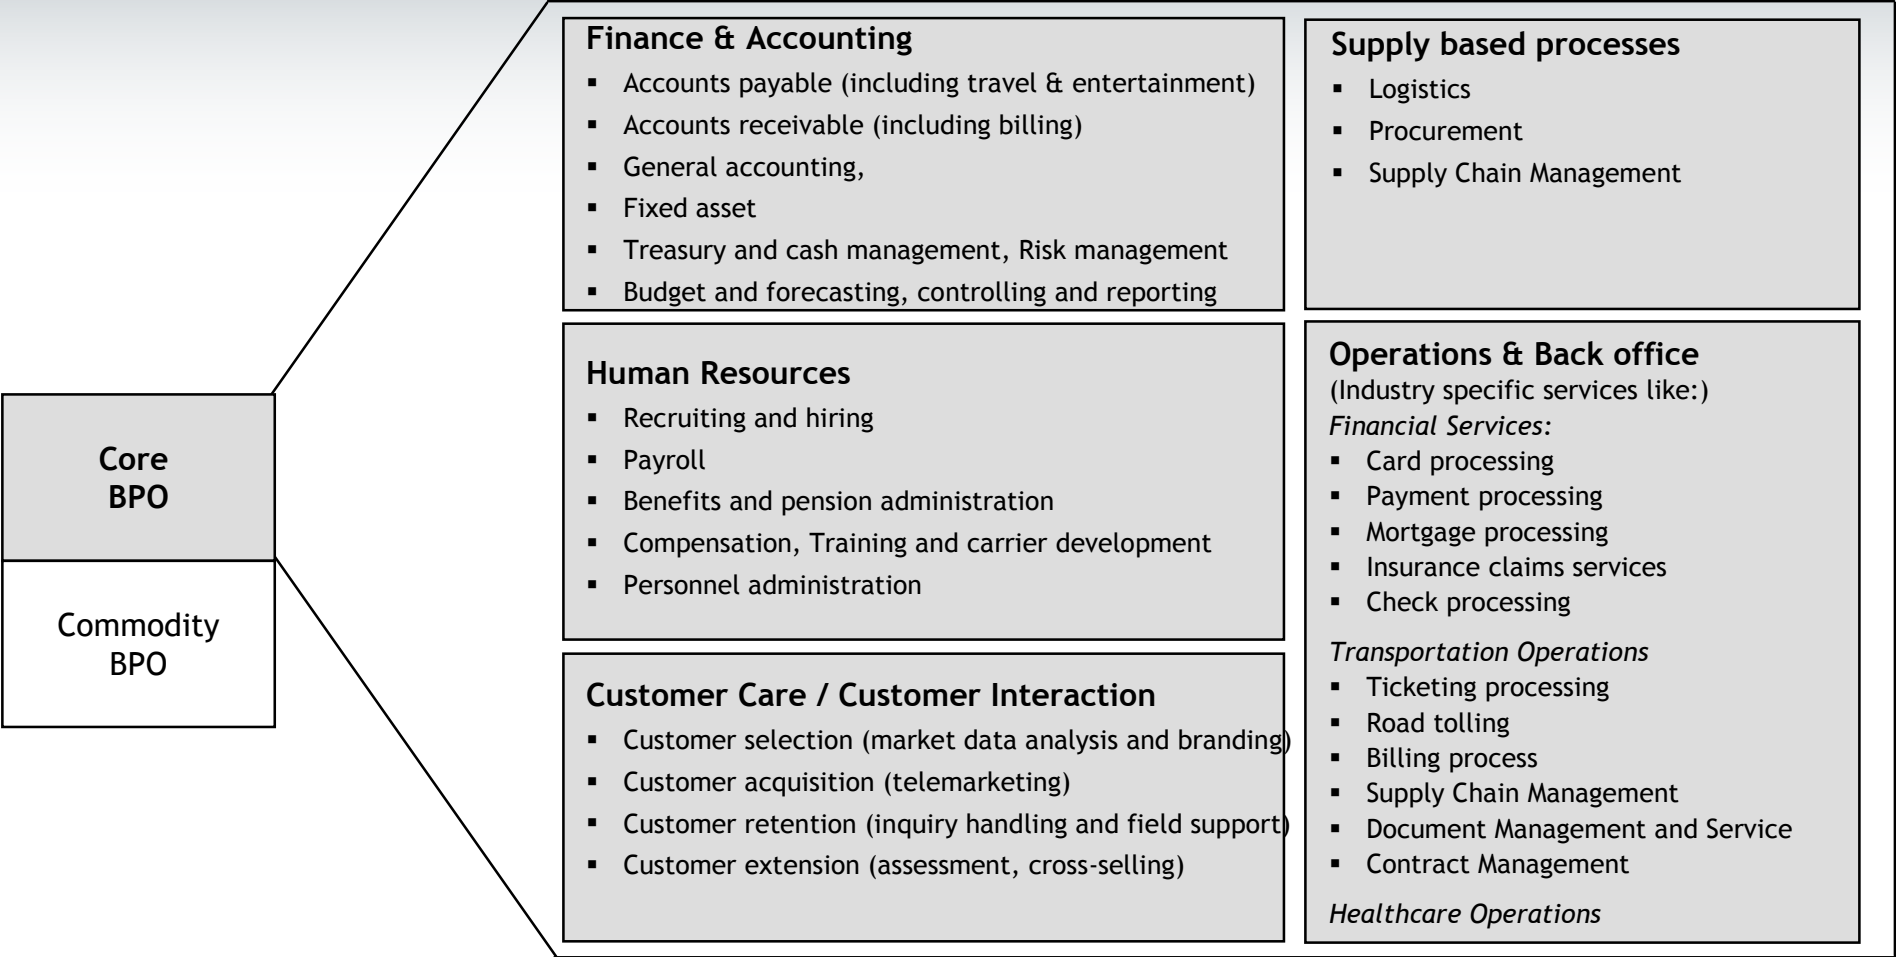 Core
BPO
Commodity
BPO
Finance & Accounting
▪ Accounts payable (including travel & entertainment)
▪ Accounts receivable (including billing)
▪ General accounting,
▪ Fixed asset
▪ Treasury and cash management, Risk management
▪ Budget and forecasting, controlling and reporting
Human Resources
▪ Recruiting and hiring
▪ Payroll
▪ Benefits and pension administration
▪ Compensation, Training and carrier development
▪ Personnel administration
Customer Care / Customer Interaction
▪ Customer selection (market data analysis and branding)
▪ Customer acquisition (telemarketing)
▪ Customer retention (inquiry handling and field support)
▪ Customer extension (assessment, cross-selling)
Supply based processes
▪ Logistics
▪ Procurement
▪ Supply Chain Management
Operations & Back office
(Industry specific services like:)
Financial Services:
▪ Card processing
▪ Payment processing
▪ Mortgage processing
▪ Insurance claims services
▪ Check processing
Transportation Operations
▪ Ticketing processing
▪ Road tolling
▪ Billing process
▪ Supply Chain Management
▪ Document Management and Service
▪ Contract Management
Healthcare Operations